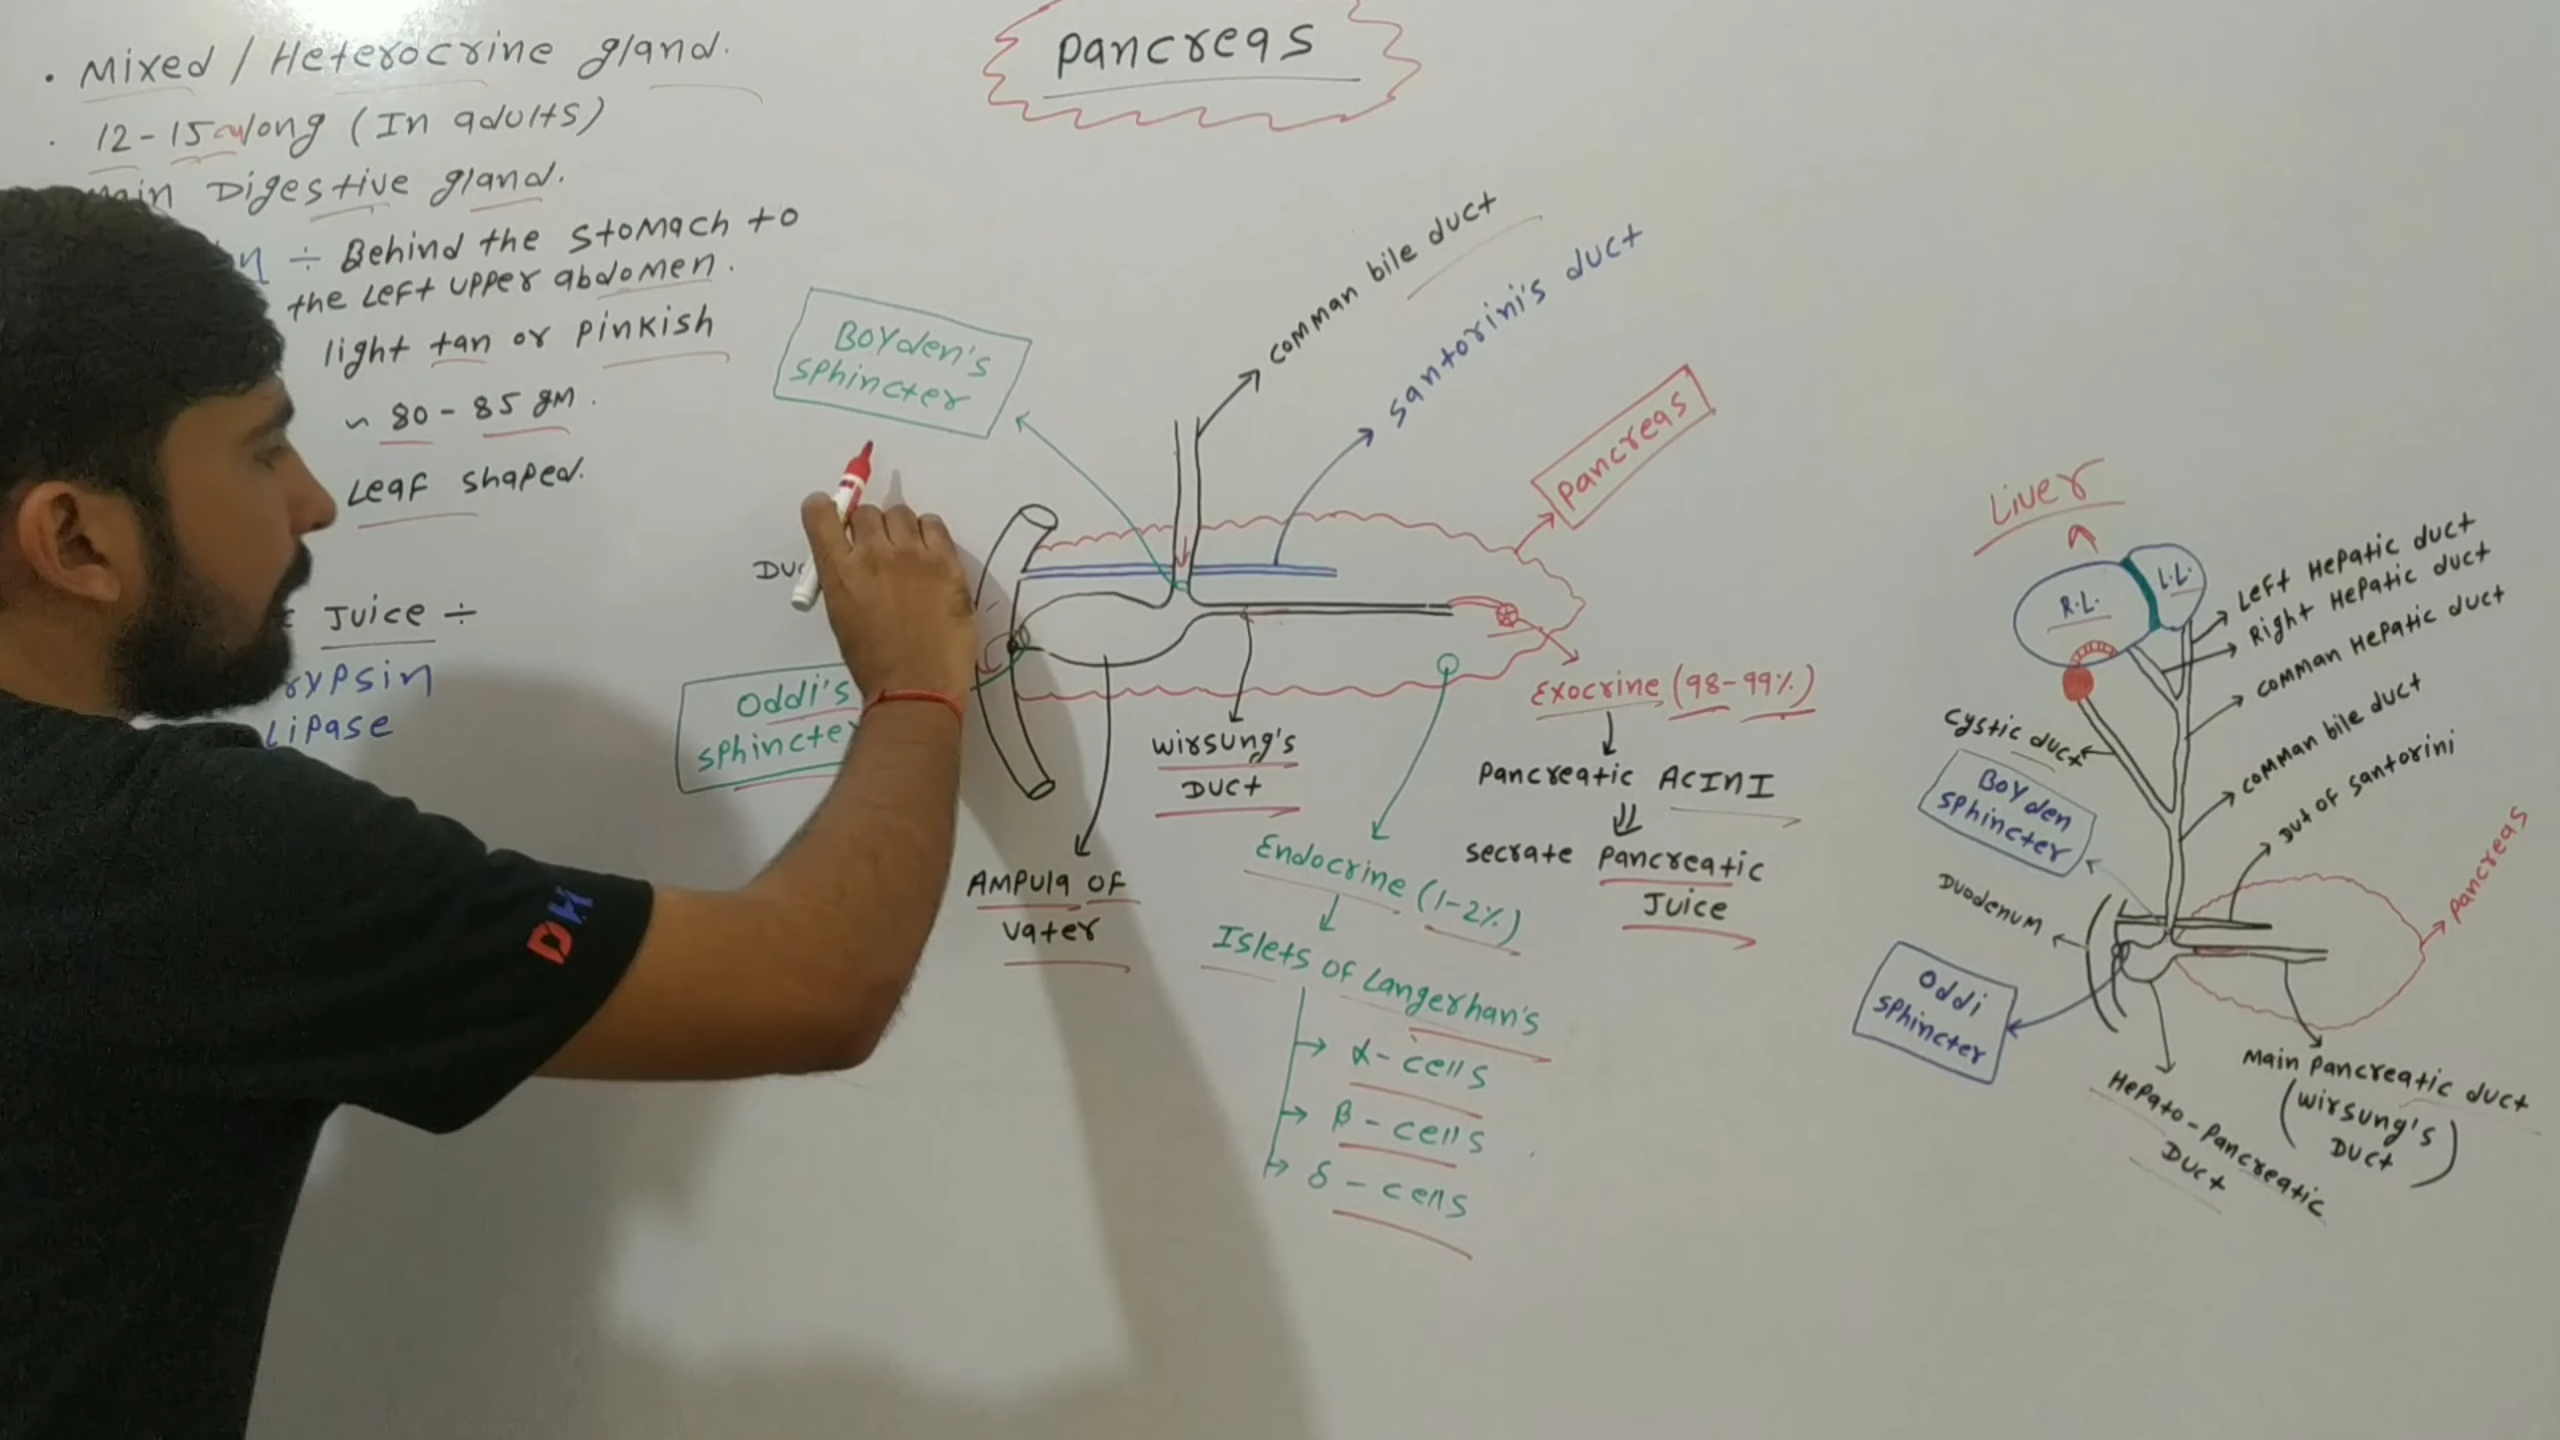 Pancreas
• Mixed / Heterocrine gland.
• 12-15 cm long (In adults)
Digestive gland.
÷ Behind the stomach to
the Left upper abdomen.
light tan or pinkish
~ 80 - 85 gm.
Leaf shaped.
Juice ÷
Lipase
Boyden's
sphincter
comman bile duct
santorini's duct
Pancreas
Oddi's
Wirsung's
Duct
AMPula OF
Vater
Exocrine (98-99%)
Pancreatic ACInI
secrate Pancreatic
Juice
Endocrine (1-2%)
Islets of Langerhan's
α- cells
β - cells
δ - cells
Liver
R.L.
L.L.
Left Hepatic duct
Right Hepatic duct
comman Hepatic duct
Cystic duct
comman bile duct
Dut of santorini
Boyden
sphincter
Duodenum
Pancreas
Oddi
sphincter
Main pancreatic duct
(Wirsung's
Duct)
Hepato-Pancreatic
Duct
DH